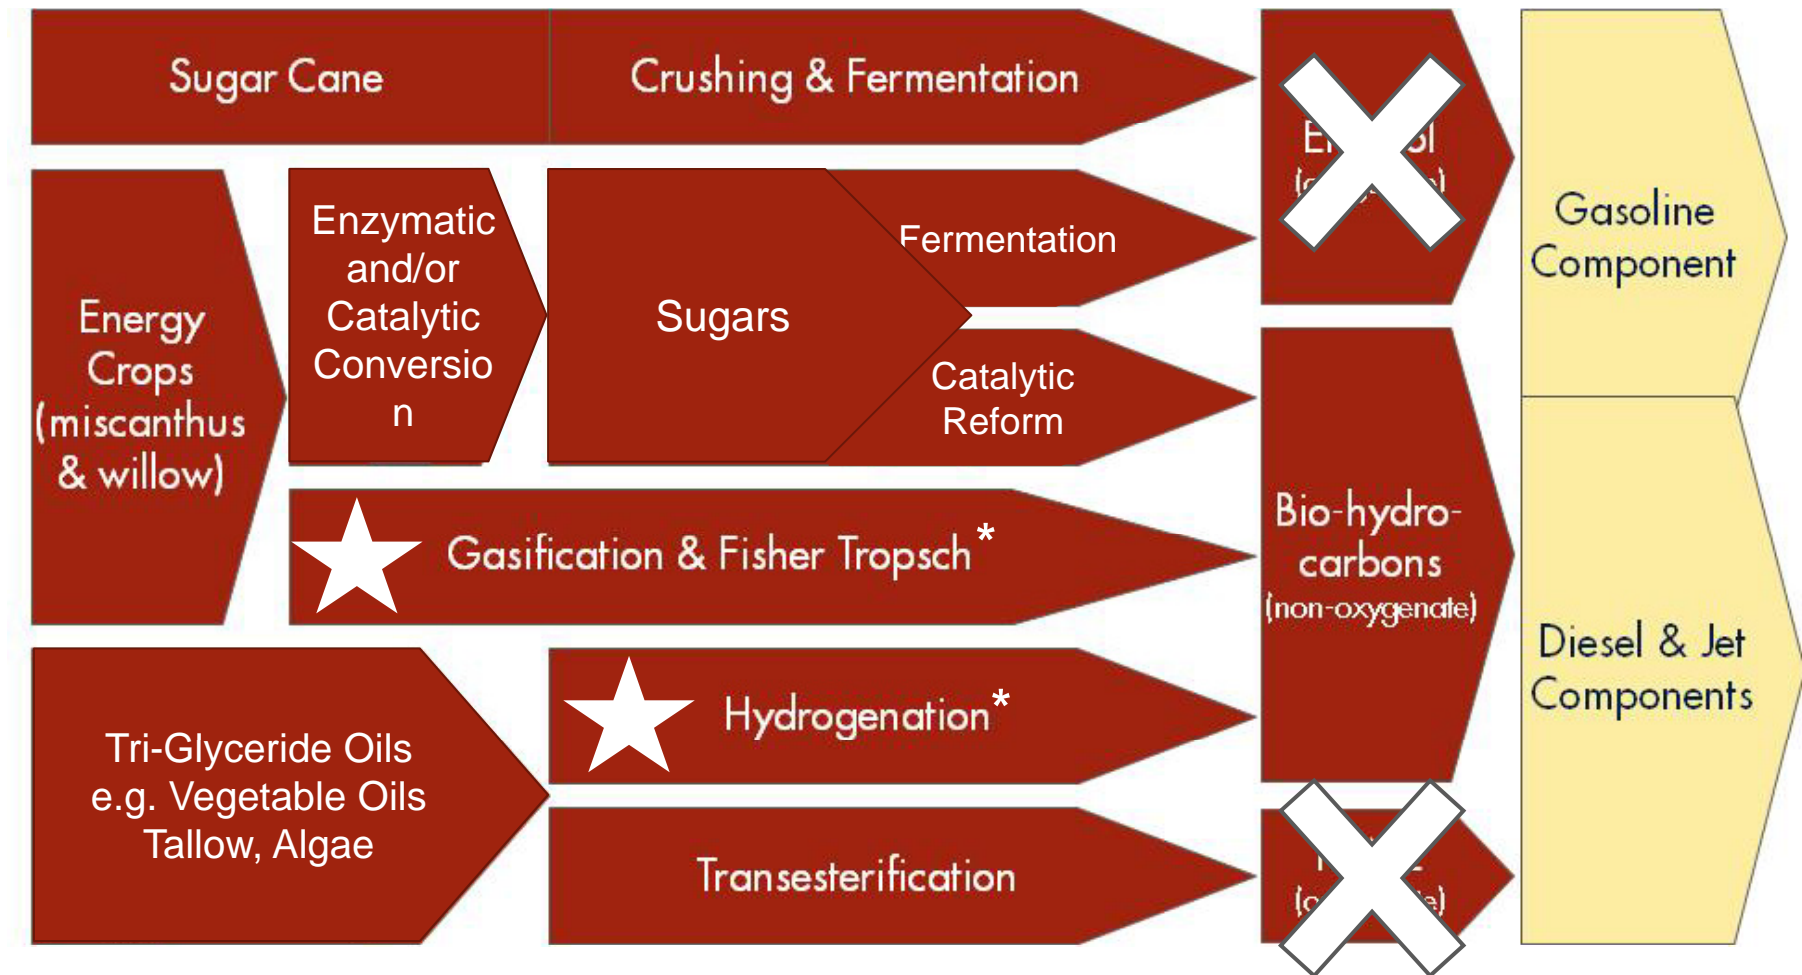 Sugar Cane
Crushing & Fermentation
Energy
Crops
(miscanthus
& willow)
Enzymatic
and/or
Catalytic
Conversio
n
Sugars
Fermentation
Catalytic
Reform
Gasification & Fisher Tropsch*
Tri-Glyceride Oils
e.g. Vegetable Oils
Tallow, Algae
Hydrogenation*
Transesterification
Bio-hydro-
carbons
(non-oxygenate)
Gasoline
Component
Diesel & Jet
Components